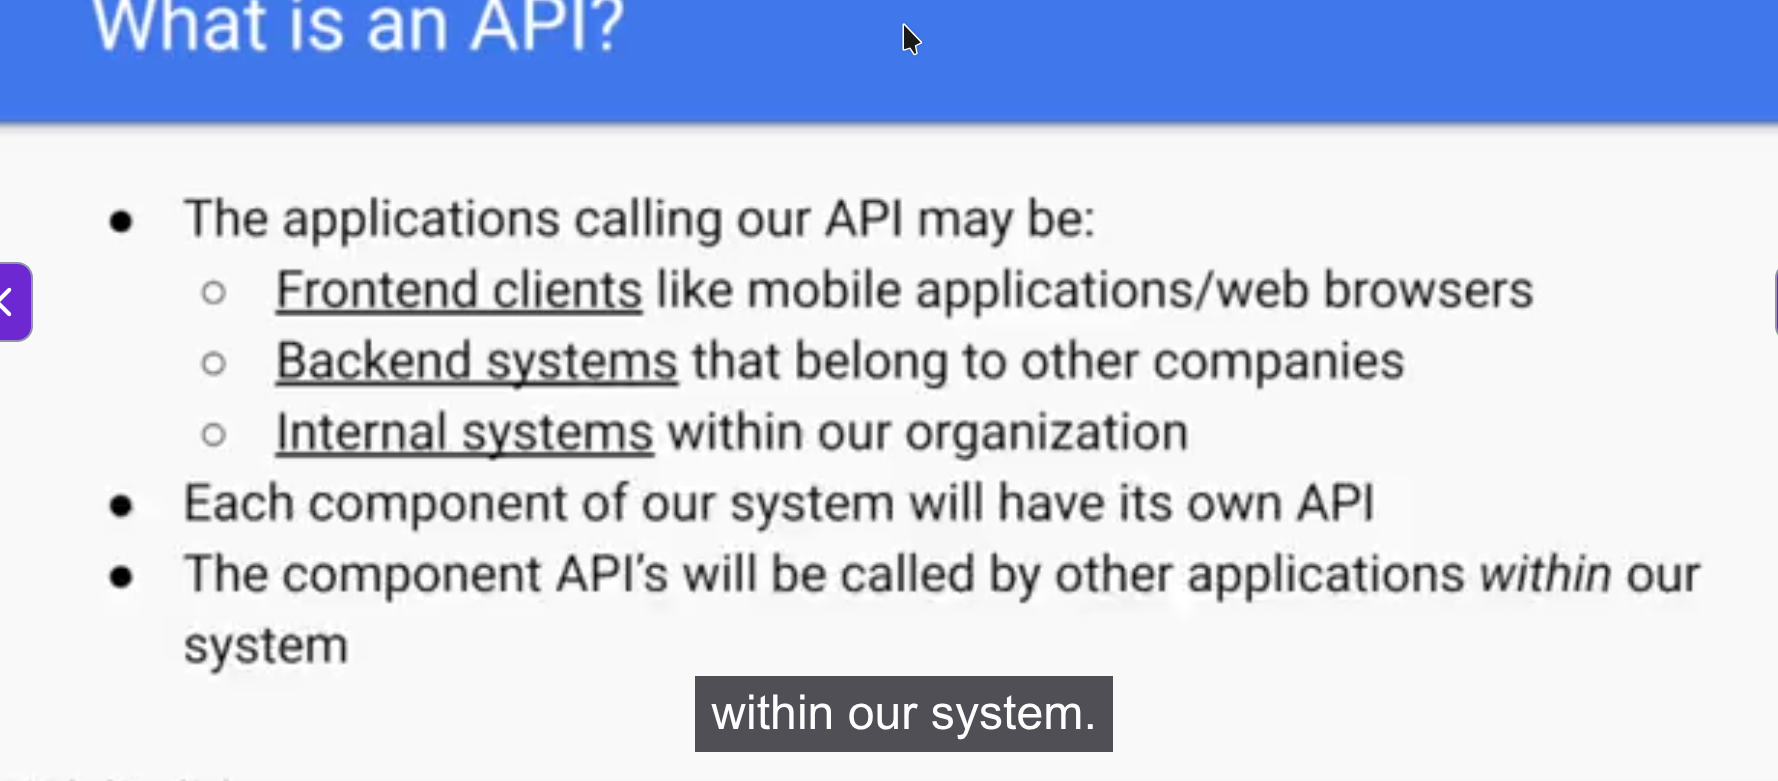 What is an API?
● The applications calling our API may be:
○ Frontend clients like mobile applications/web browsers
○ Backend systems that belong to other companies
○ Internal systems within our organization
● Each component of our system will have its own API
● The component API's will be called by other applications within our
system
within our system.